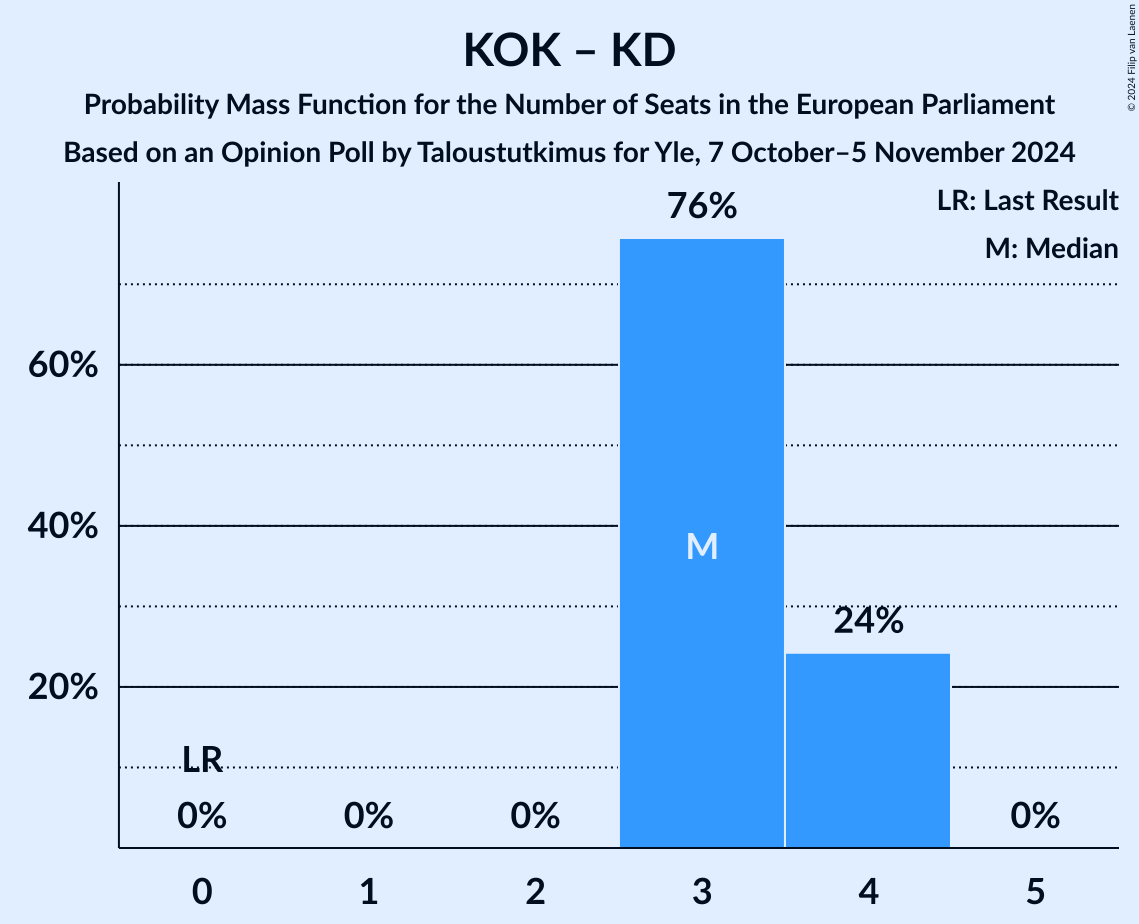 KOK – KD
Probability Mass Function for the Number of Seats in the European Parliament
Based on an Opinion Poll by Taloustutkimus for Yle, 7 October–5 November 2024
© 2024 Filip van Laenen
LR: Last Result
M: Median
76%
60%
40%
M
24%
20%
LR
0%
0%
0%
0%
0
1
2
3
4
5